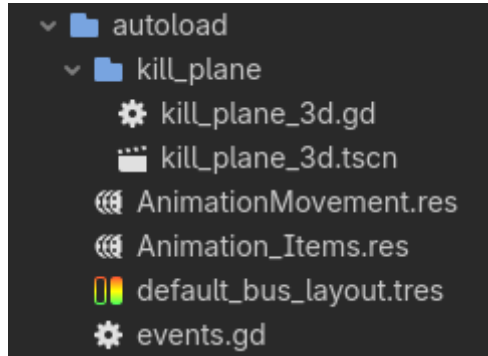 autoload
kill_plane
kill_plane_3d.gd
kill_plane_3d.tscn
AnimationMovement.res
Animation_Items.res
default_bus_layout.tres
events.gd